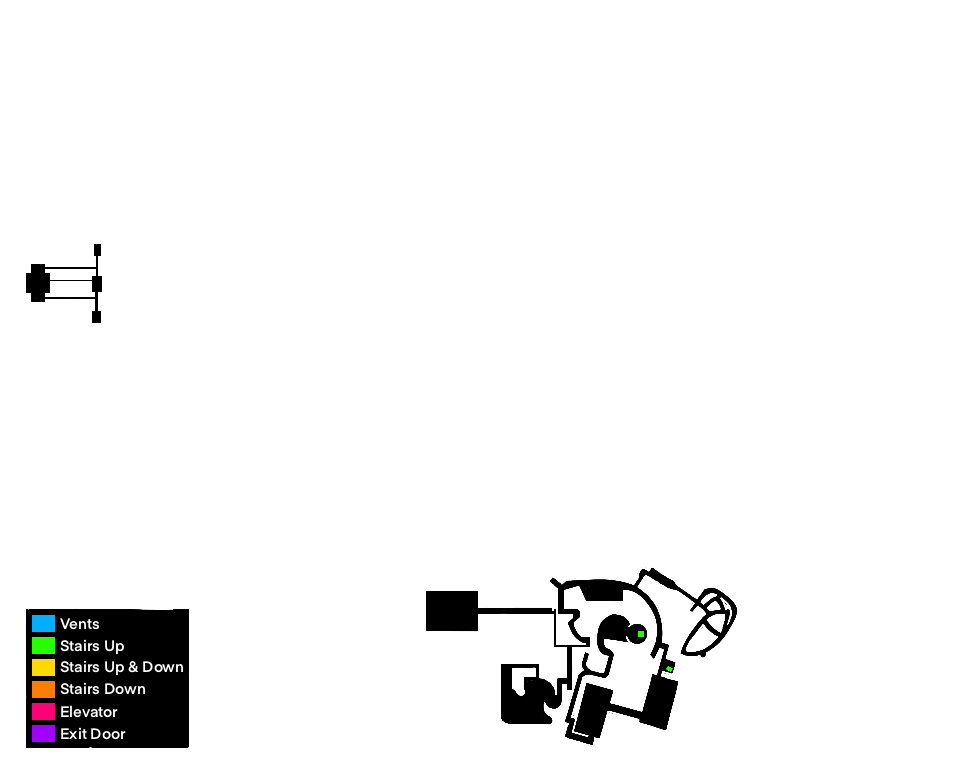 Vents
Stairs Up
Stairs Up & Down
Stairs Down
Elevator
Exit Door